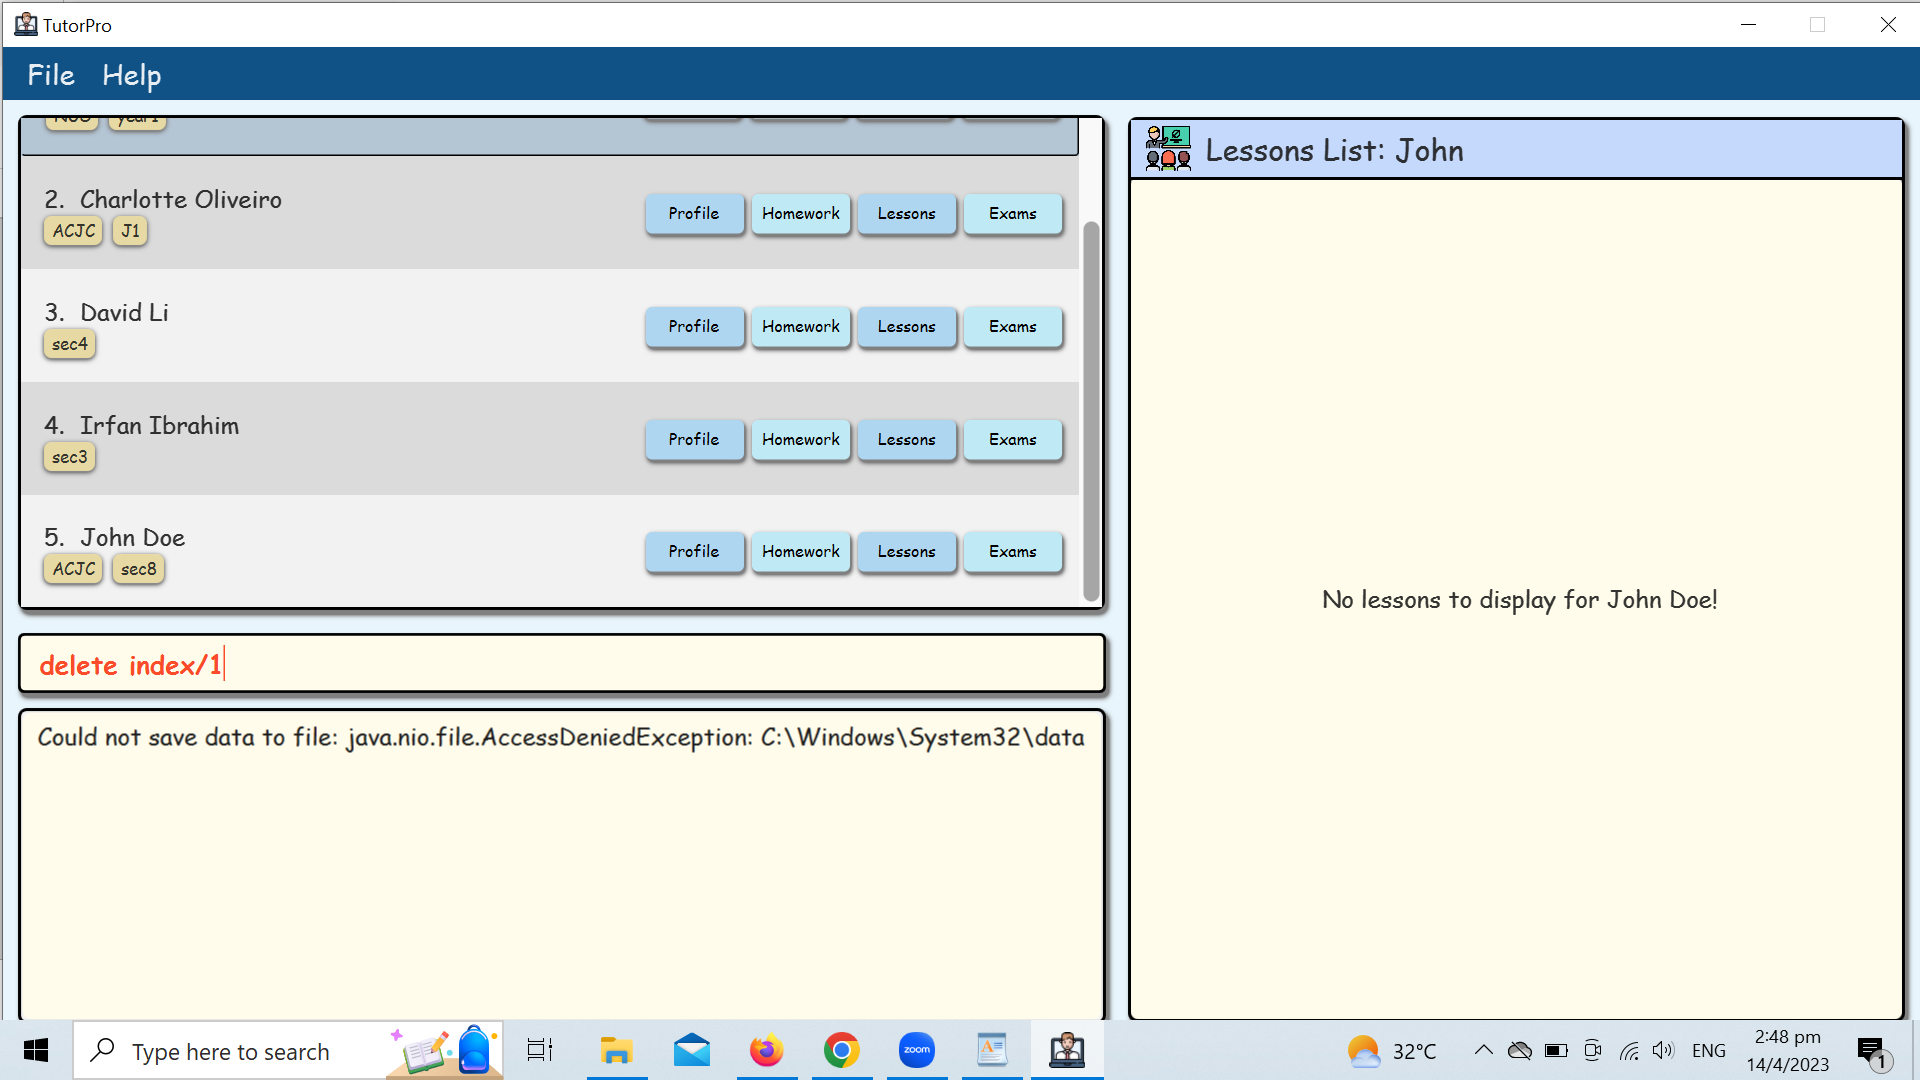 TutorPro
File Help
NUS year1
2. Charlotte Oliveiro
ACJC J1
Profile Homework Lessons Exams
3. David Li
sec4
Profile Homework Lessons Exams
4. Irfan Ibrahim
sec3
Profile Homework Lessons Exams
5. John Doe
ACJC sec8
Profile Homework Lessons Exams
delete index/1
Could not save data to file: java.nio.file.AccessDeniedException: C:\Windows\System32\data
Lessons List: John
No lessons to display for John Doe!
Type here to search
zoom
32°C
ENG
2:48 pm
14/4/2023
1